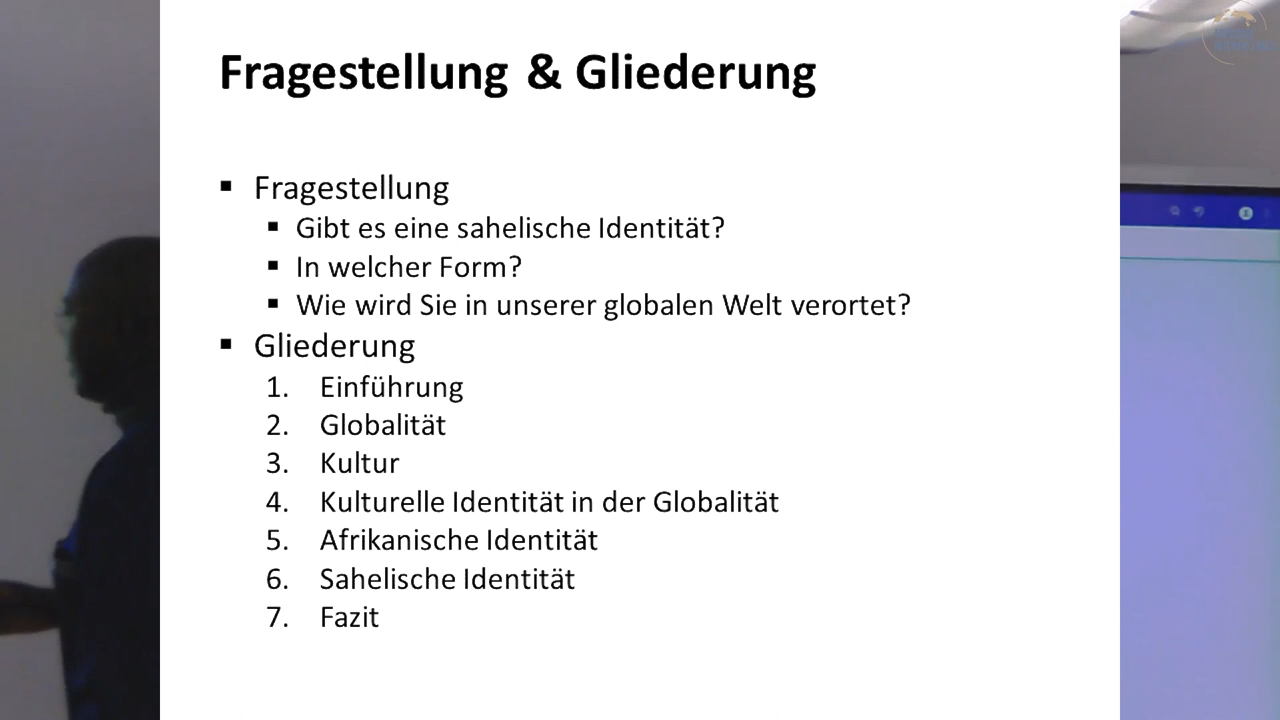 Fragestellung & Gliederung
▪ Fragestellung
▪ Gibt es eine sahelische Identität?
▪ In welcher Form?
▪ Wie wird Sie in unserer globalen Welt verortet?
▪ Gliederung
1. Einführung
2. Globalität
3. Kultur
4. Kulturelle Identität in der Globalität
5. Afrikanische Identität
6. Sahelische Identität
7. Fazit